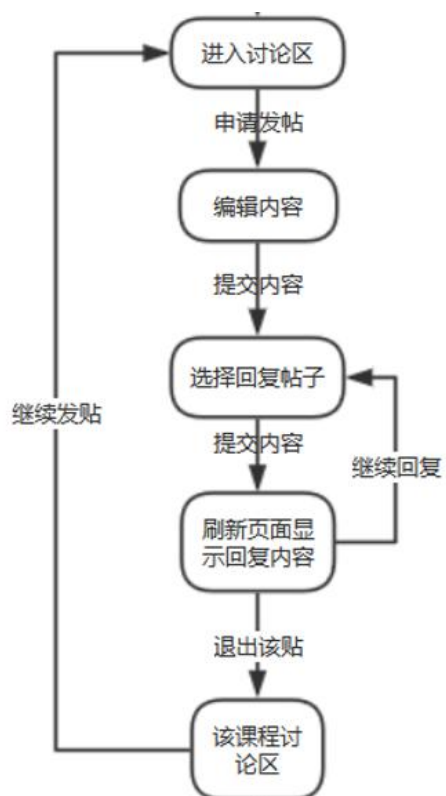 进入讨论区
申请发帖
编辑内容
提交内容
选择回复帖子
继续发贴
提交内容
继续回复
刷新页面显
示回复内容
退出该贴
该课程讨
论区